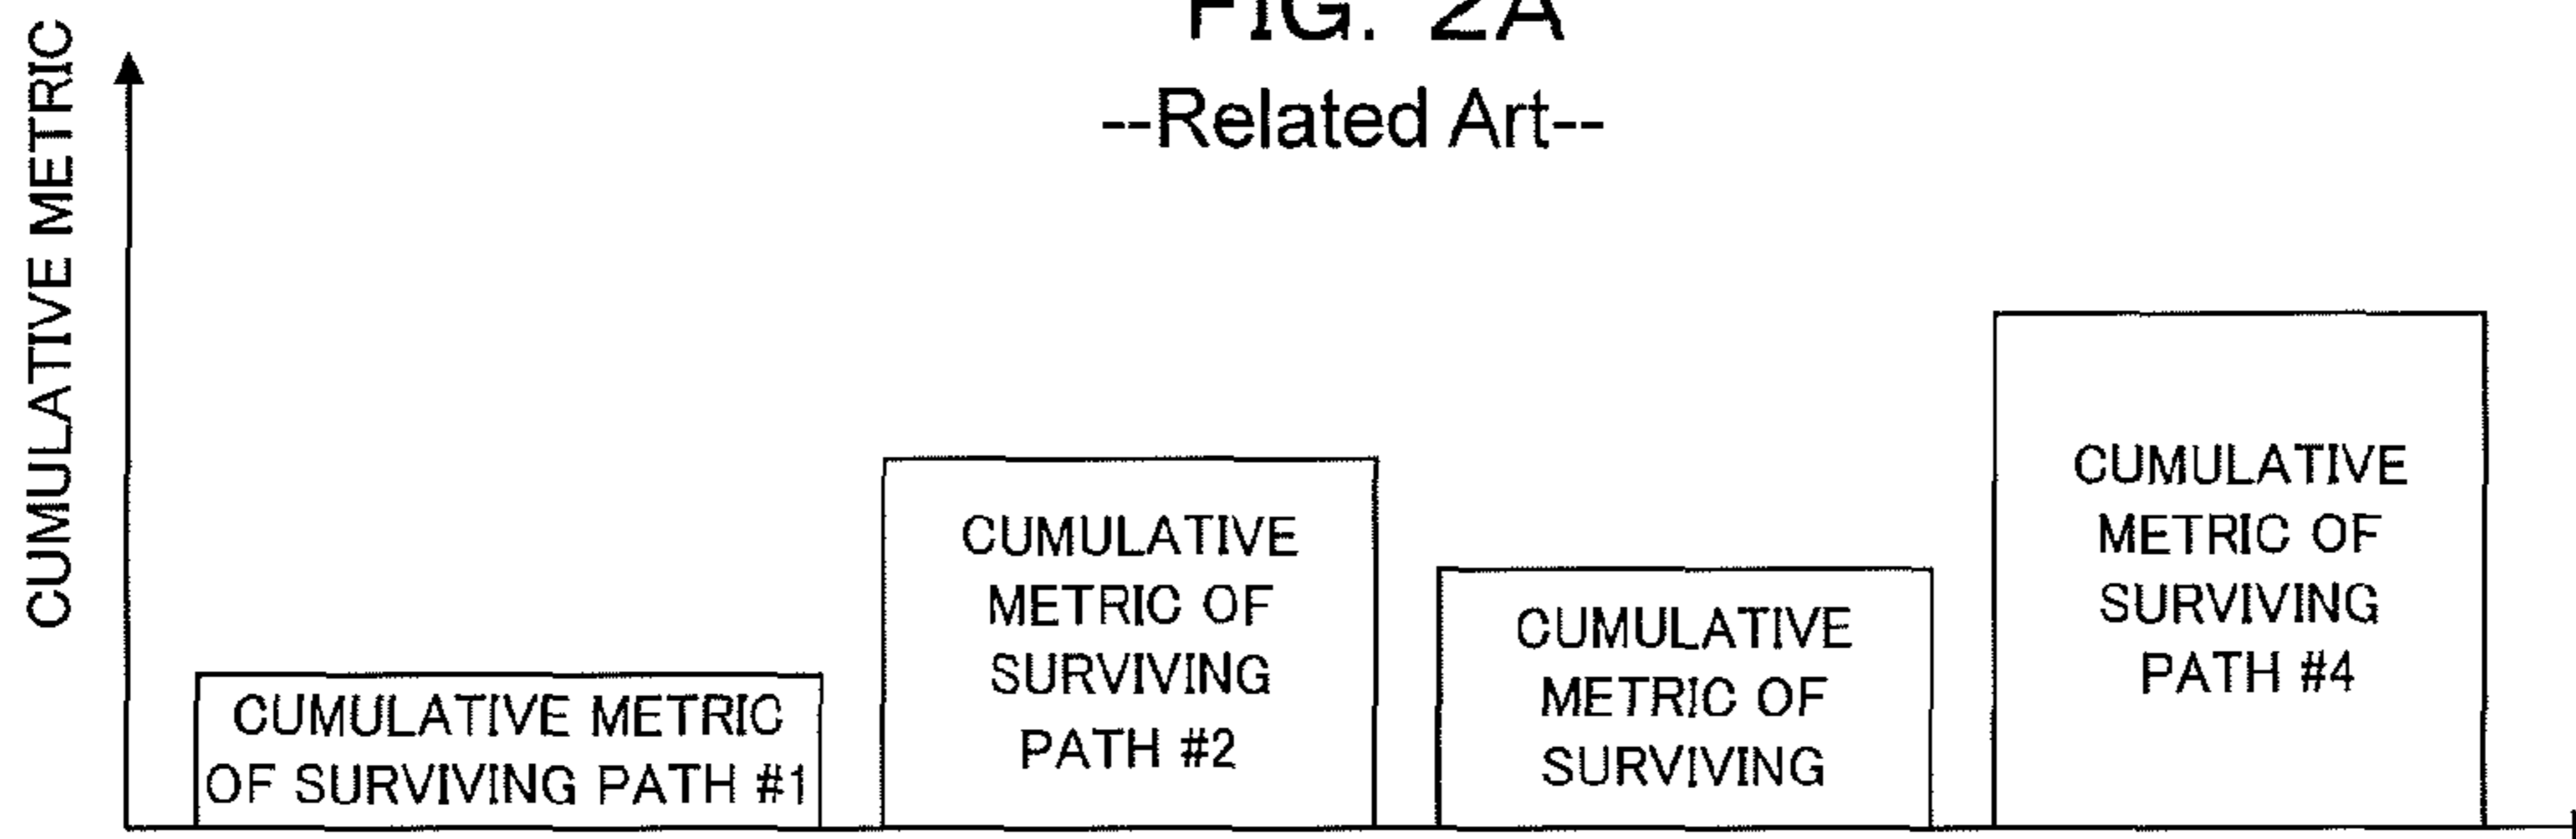 FIG. 2A
--Related Art--
CUMULATIVE METRIC
CUMULATIVE METRIC
OF SURVIVING PATH #1
CUMULATIVE
METRIC OF
SURVIVING
PATH #2
CUMULATIVE
METRIC OF
SURVIVING
CUMULATIVE
METRIC OF
SURVIVING
PATH #4